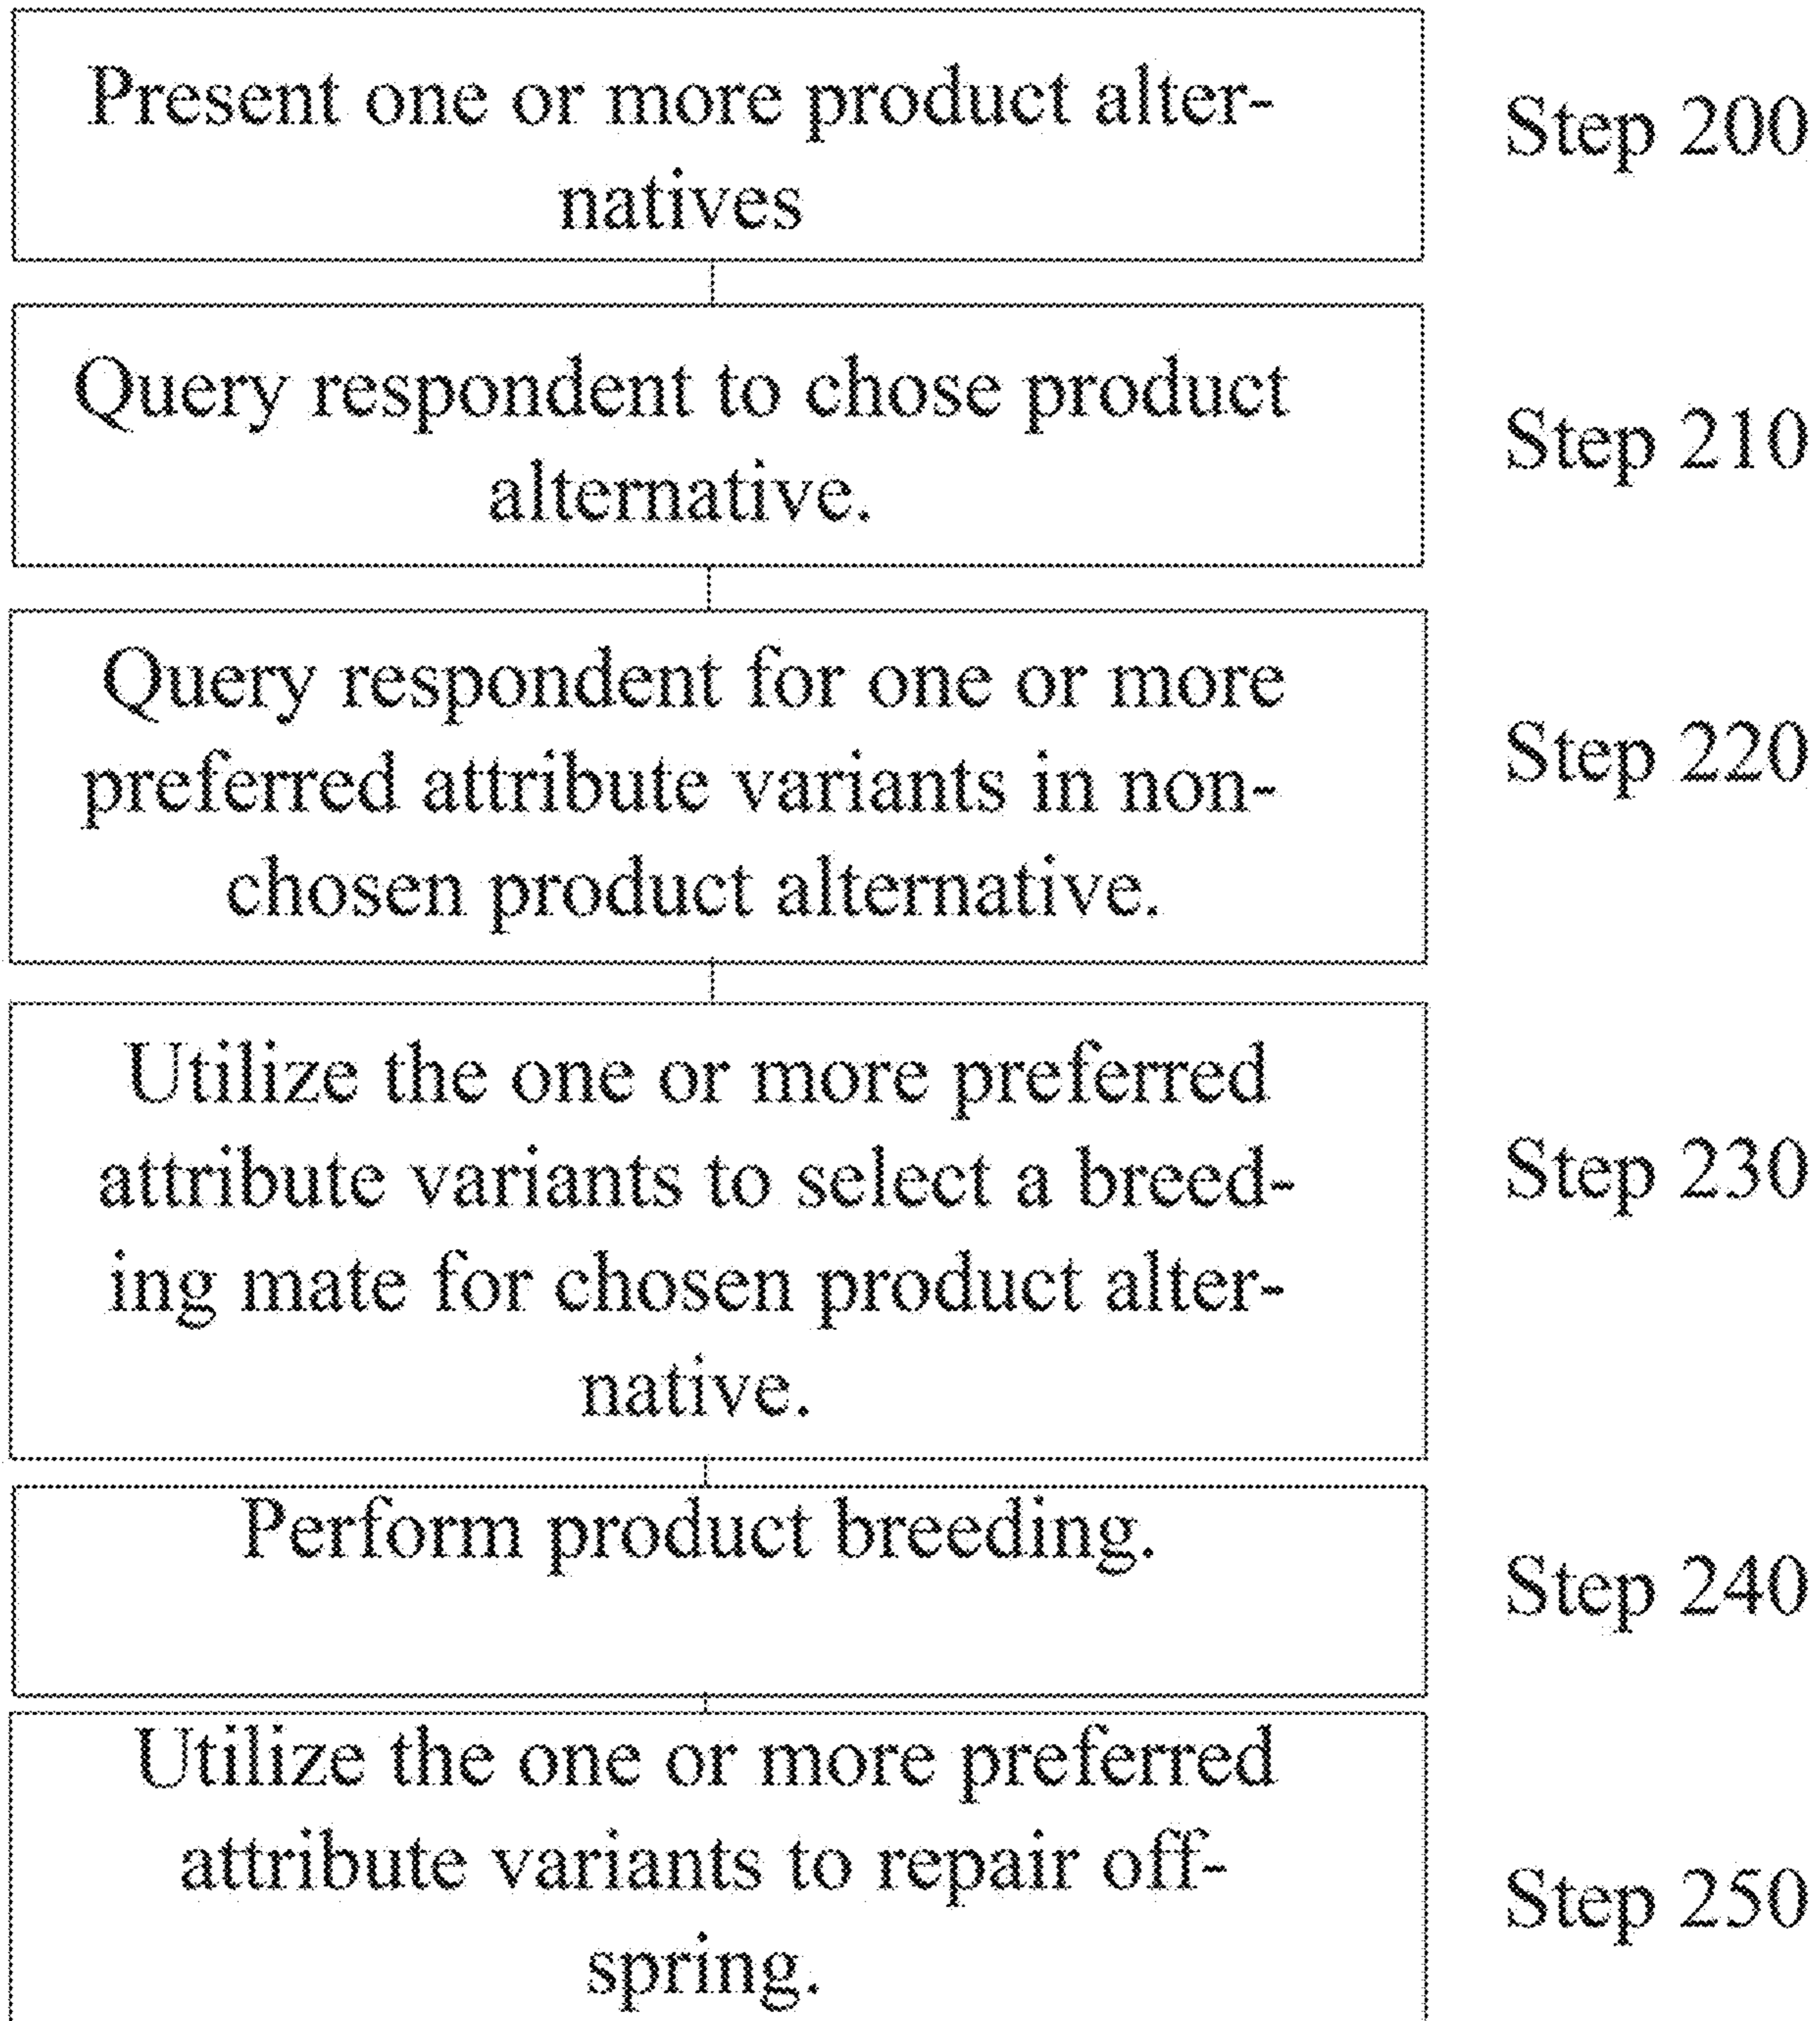 Present one or more product alter-
natives
Step 200
Query respondent to chose product
alternative.
Step 210
Query respondent for one or more
preferred attribute variants in non-
chosen product alternative.
Step 220
Utilize the one or more preferred
attribute variants to select a breed-
ing mate for chosen product alter-
native.
Step 230
Perform product breeding.
Step 240
Utilize the one or more preferred
attribute variants to repair off-
spring.
Step 250